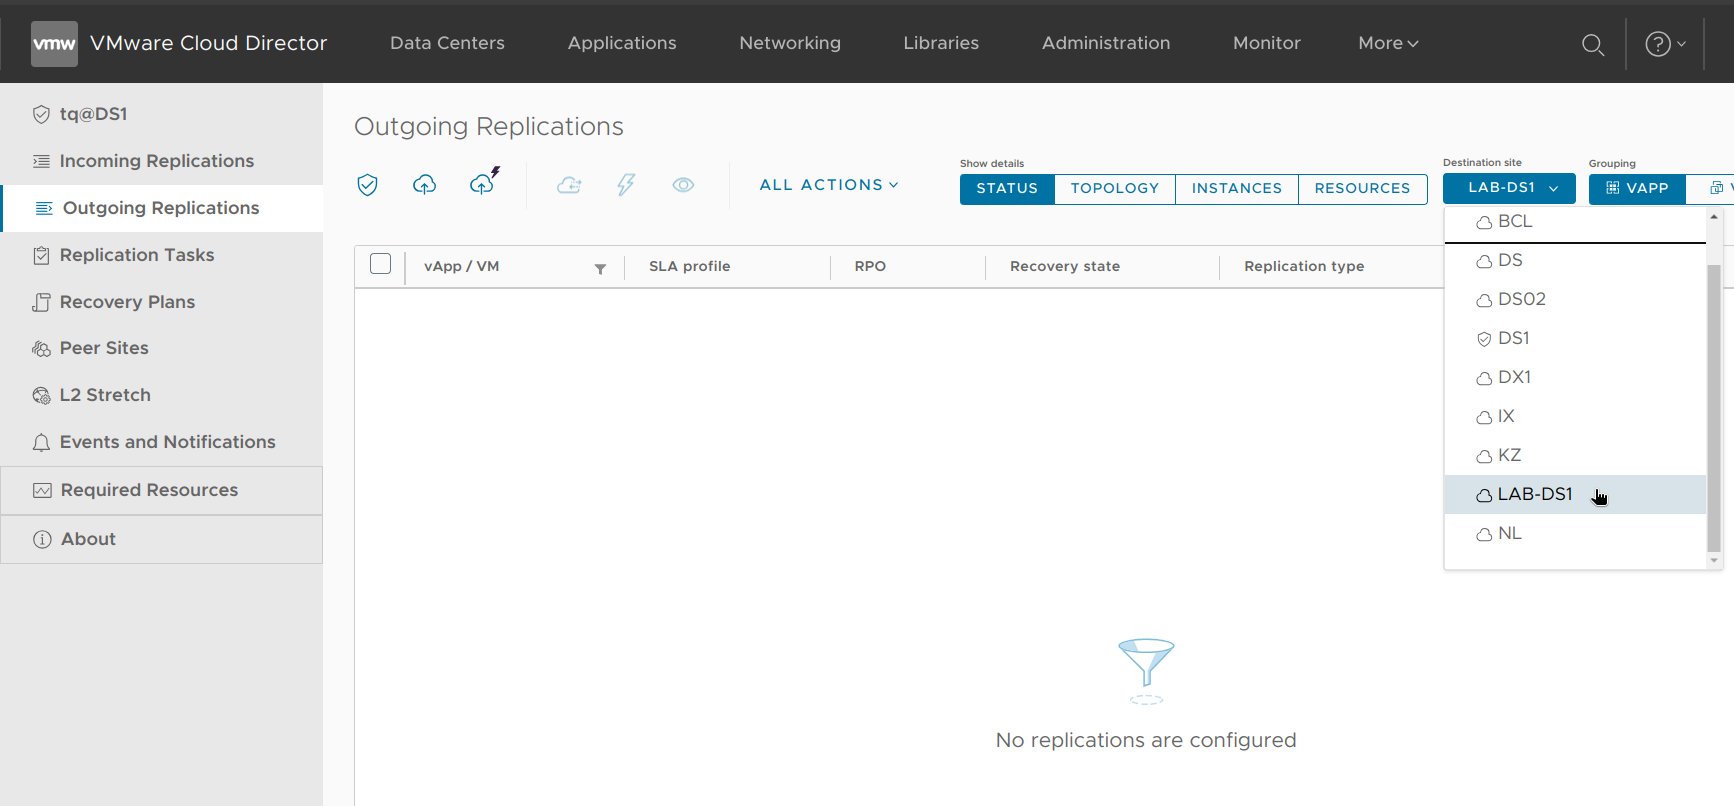 vmw VMware Cloud Director Data Centers Applications Networking Libraries Administration Monitor More
tq@DS1
Incoming Replications
Outgoing Replications
Replication Tasks
Recovery Plans
Peer Sites
L2 Stretch
Events and Notifications
Required Resources
About
Outgoing Replications
ALL ACTIONS
Show details
STATUS TOPOLOGY INSTANCES RESOURCES
Destination site
LAB-DS1
Grouping
VAPP
vApp / VM SLA profile RPO Recovery state Replication type
BCL
DS
DS02
DS1
DX1
IX
KZ
LAB-DS1
NL
No replications are configured